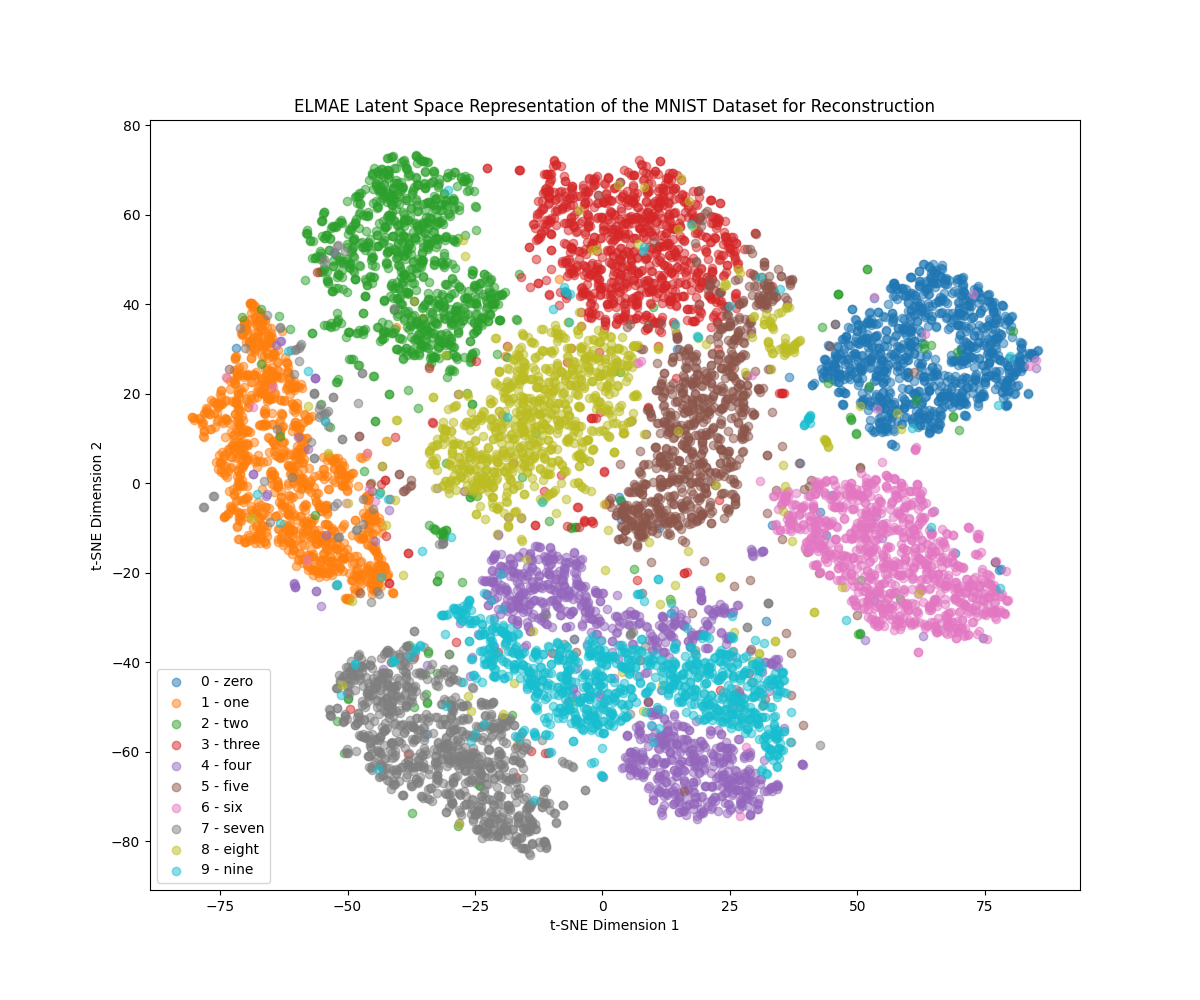 ELMAE Latent Space Representation of the MNIST Dataset for Reconstruction
80
60
40
20
0
−20
−40
−60
−80
t-SNE Dimension 2
0 - zero
1 - one
2 - two
3 - three
4 - four
5 - five
6 - six
7 - seven
8 - eight
9 - nine
−75 −50 −25 0 25 50 75
t-SNE Dimension 1